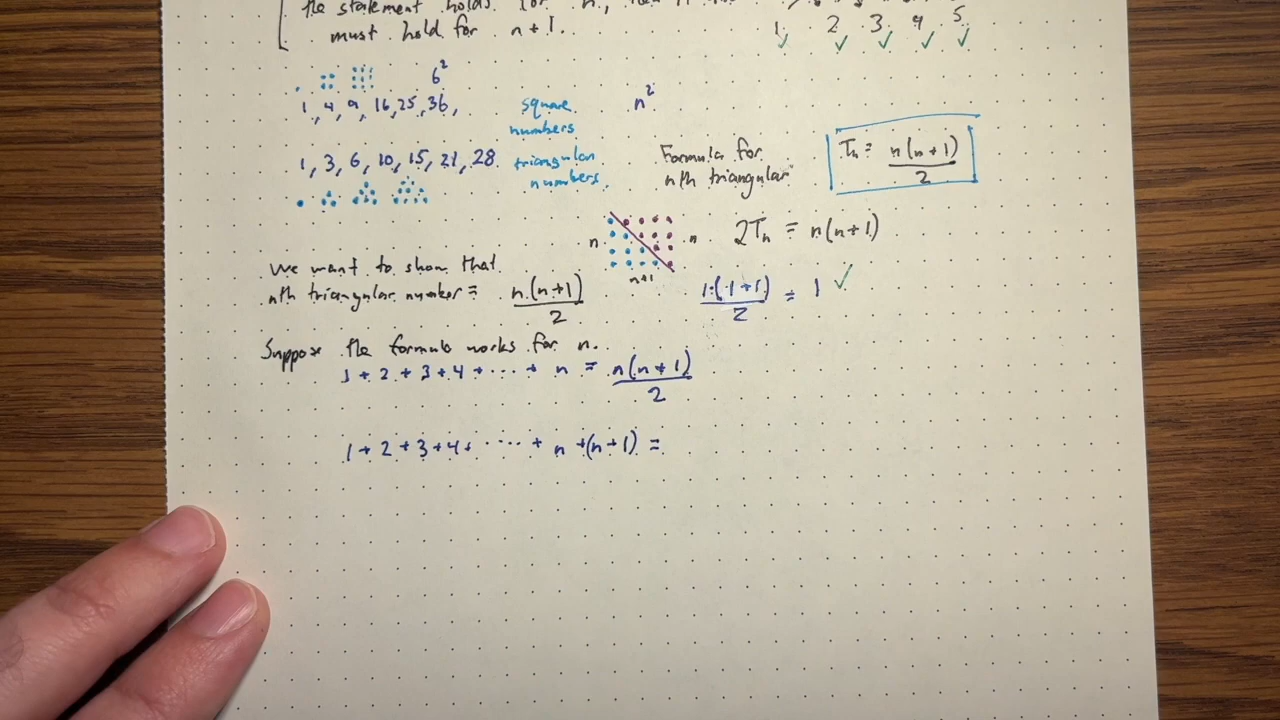 the statement holds for n,
must hold for n+1.
1 2 3 4 5
✓ ✓ ✓ ✓ ✓
6²
1, 4, 9, 16, 25, 36,
square numbers
n²
1, 3, 6, 10, 15, 21, 28
triangular numbers.
Formula for
nth triangular
Tn = n(n+1)/2
n
n
n+1
2Tn = n(n+1)
We want to show that
nth triangular number = n(n+1)/2
1·(1+1)/2 = 1 ✓
Suppose the formula works for n.
1 + 2 + 3 + 4 + ···· + n = n(n+1)/2
1 + 2 + 3 + 4 + ····· + n + (n+1) =